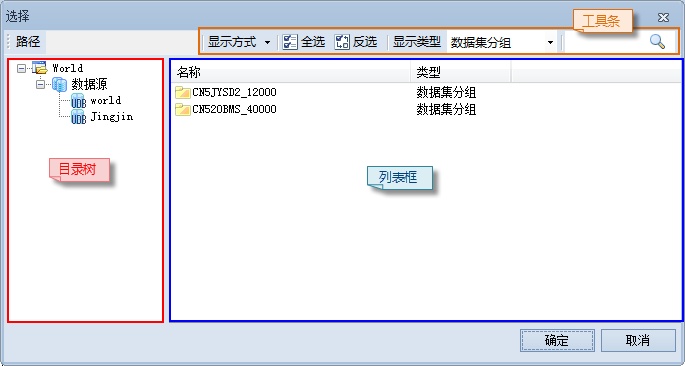 选择
工具条
路径 显示方式 全选 反选 显示类型 数据集分组
World
数据源
UDB world
UDB Jingjin
目录树
名称 类型
CN5JYSD2_12000 数据集分组
CN520BMS_40000 数据集分组
列表框
确定 取消